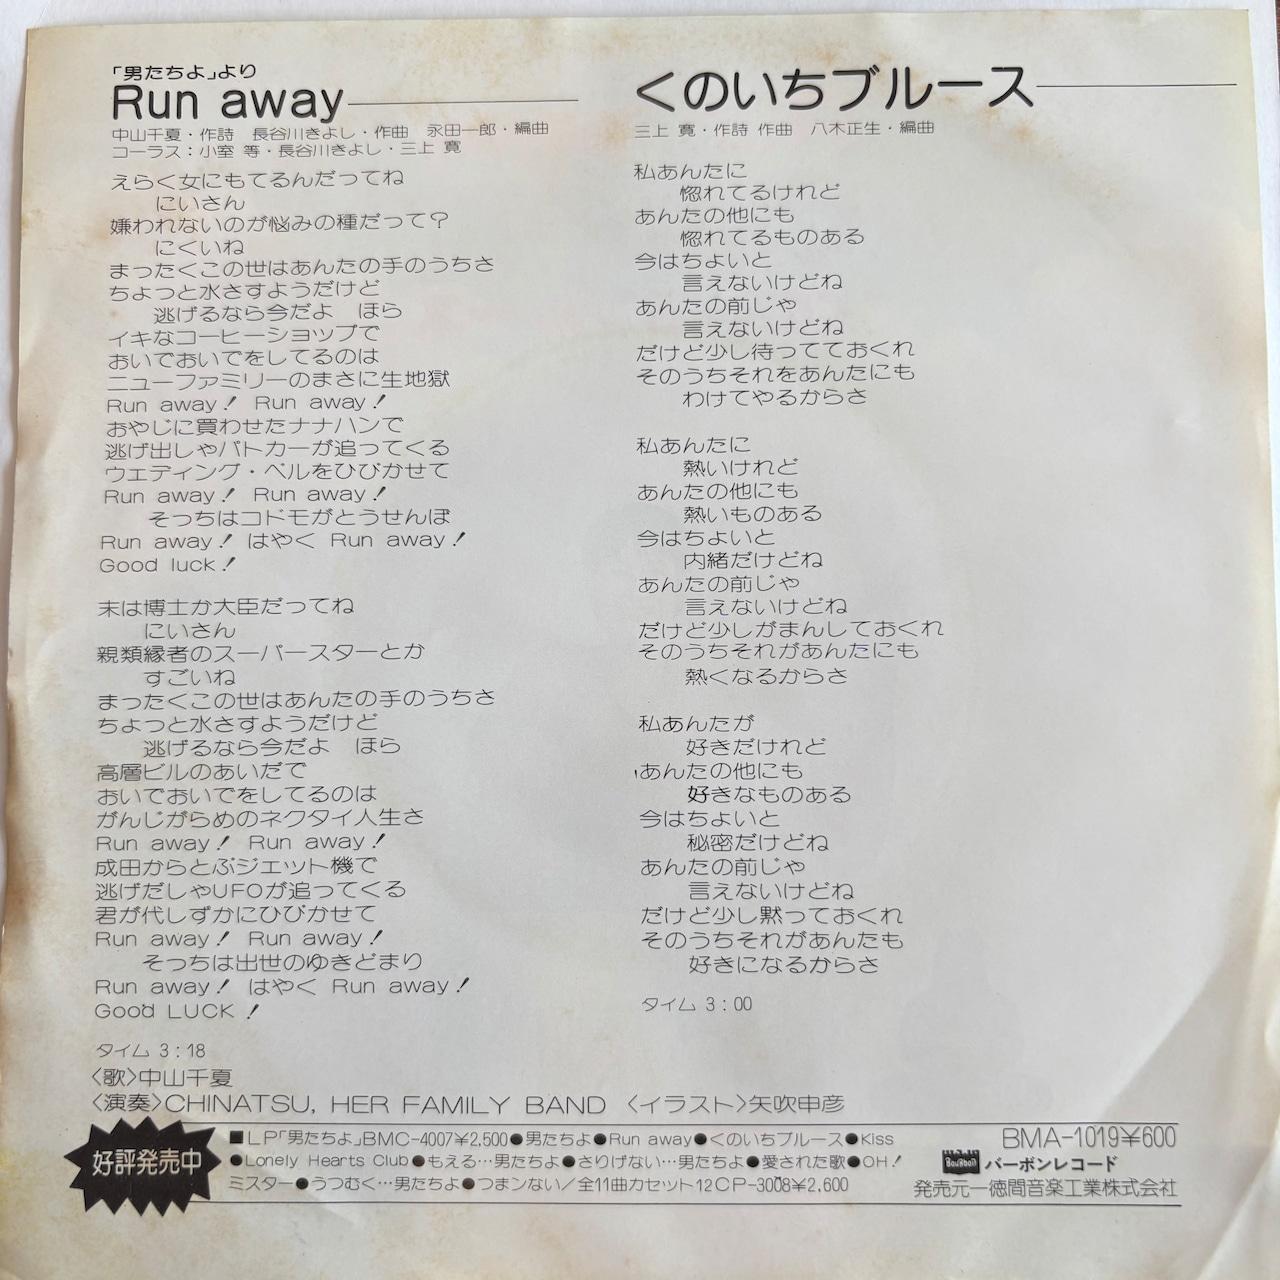 「男たちよ」より
Run away
中山千夏・作詩　長谷川きよし・作曲　永田一郎・編曲
コーラス：小室 等・長谷川きよし・三上 寛
えらく女にもてるんだってね
にいさん
嫌われないのが悩みの種だって？
にくいね
まったくこの世はあんたの手のうちさ
ちょっと水さすようだけど
逃げるなら今だよ　ほら
イキなコーヒーショップで
おいでおいでをしてるのは
ニューファミリーのまさに生地獄
Run away！ Run away！
おやじに買わせたナナハンで
逃げ出しゃパトカーが追ってくる
ウエディング・ベルをひびかせて
Run away！ Run away！
そっちはコドモがとうせんぼ
Run away！ はやく Run away！
Good luck！
末は博士か大臣だってね
にいさん
親類縁者のスーパースターとか
すごいね
まったくこの世はあんたの手のうちさ
ちょっと水さすようだけど
逃げるなら今だよ　ほら
高層ビルのあいだで
おいでおいでをしてるのは
がんじがらめのネクタイ人生さ
Run away！ Run away！
成田からとぶジェット機で
逃げだしゃUFOが追ってくる
君が代しずかにひびかせて
Run away！ Run away！
そっちは出世のゆきどまり
Run away！ はやく Run away！
Good LUCK！
タイム 3：18
くのいちブルース
三上 寛・作詩 作曲　八木正生・編曲
私あんたに
惚れてるけれど
あんたの他にも
惚れてるものある
今はちょいと
言えないけどね
あんたの前じゃ
言えないけどね
だけど少し待ってておくれ
そのうちそれをあんたにも
わけてやるからさ
私あんたに
熱いけれど
あんたの他にも
熱いものある
今はちょいと
内緒だけどね
あんたの前じゃ
言えないけどね
だけど少しがまんしておくれ
そのうちそれがあんたにも
熱くなるからさ
私あんたが
好きだけれど
あんたの他にも
好きなものある
今はちょいと
秘密だけどね
あんたの前じゃ
言えないけどね
だけど少し黙っておくれ
そのうちそれがあんたも
好きになるからさ
タイム 3：00
〈歌〉中山千夏
〈演奏〉CHINATSU, HER FAMILY BAND 〈イラスト〉矢吹申彦
好評発売中
■LP「男たちよ」BMC-4007¥2,500●男たちよ●Run away●くのいちブルース●Kiss
●Lonely Hearts Club●もえる…男たちよ●さりげない…男たちよ●愛された歌●OH！
ミスター●うつむく…男たちよ●つまンない／全11曲カセット12CP-3008¥2,600
BMA-1019¥600
BOURBON バーボンレコード
発売元―徳間音楽工業株式会社